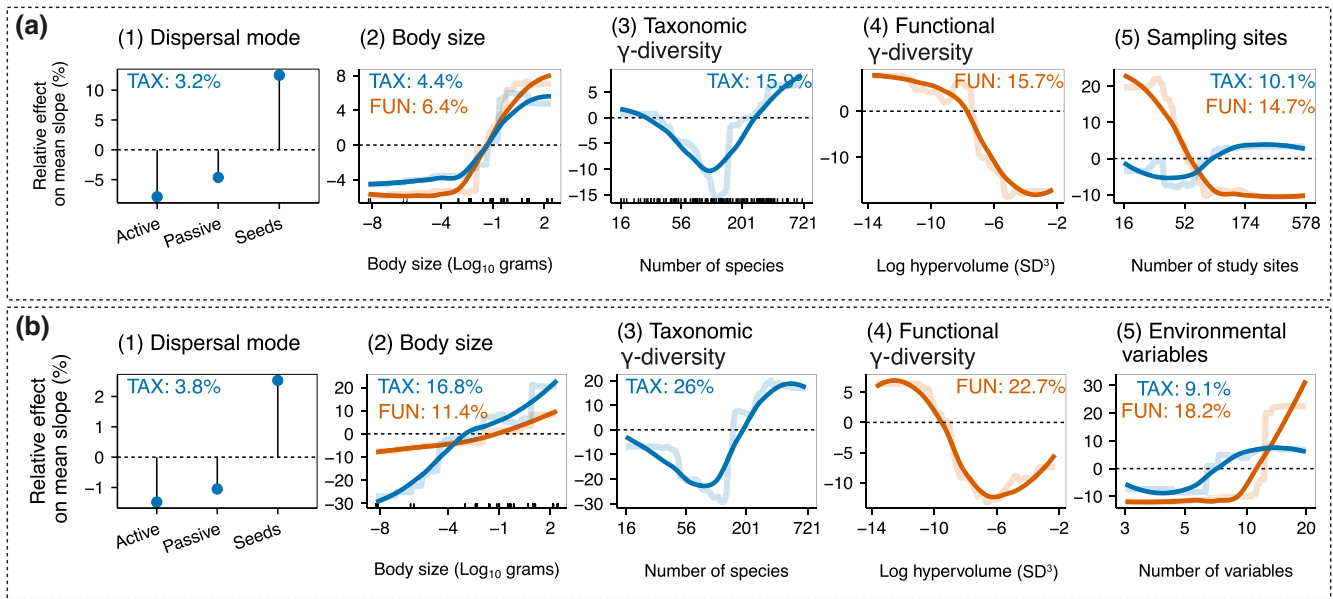 (a)
(1) Dispersal mode
Relative effect
on mean slope (%)
TAX: 3.2%
10
5
0
−5
Active
Passive
Seeds
(2) Body size
TAX: 4.4%
FUN: 6.4%
8
4
0
−4
−8
−4
−1
2
Body size (Log₁₀ grams)
(3) Taxonomic
γ-diversity
TAX: 15.9%
5
0
−5
−10
−15
16
56
201
721
Number of species
(4) Functional
γ-diversity
FUN: 15.7%
0
−10
−14
−10
−6
−2
Log hypervolume (SD³)
(5) Sampling sites
TAX: 10.1%
FUN: 14.7%
20
10
0
−10
16
52
174
578
Number of study sites
(b)
(1) Dispersal mode
Relative effect
on mean slope (%)
TAX: 3.8%
2
1
0
−1
Active
Passive
Seeds
(2) Body size
TAX: 16.8%
FUN: 11.4%
20
10
0
−10
−20
−30
−8
−4
−1
2
Body size (Log₁₀ grams)
(3) Taxonomic
γ-diversity
TAX: 26%
20
10
0
−10
−20
−30
16
56
201
721
Number of species
(4) Functional
γ-diversity
FUN: 22.7%
5
0
−5
−10
−14
−10
−6
−2
Log hypervolume (SD³)
(5) Environmental
variables
TAX: 9.1%
FUN: 18.2%
30
20
10
0
−10
3
5
10
20
Number of variables